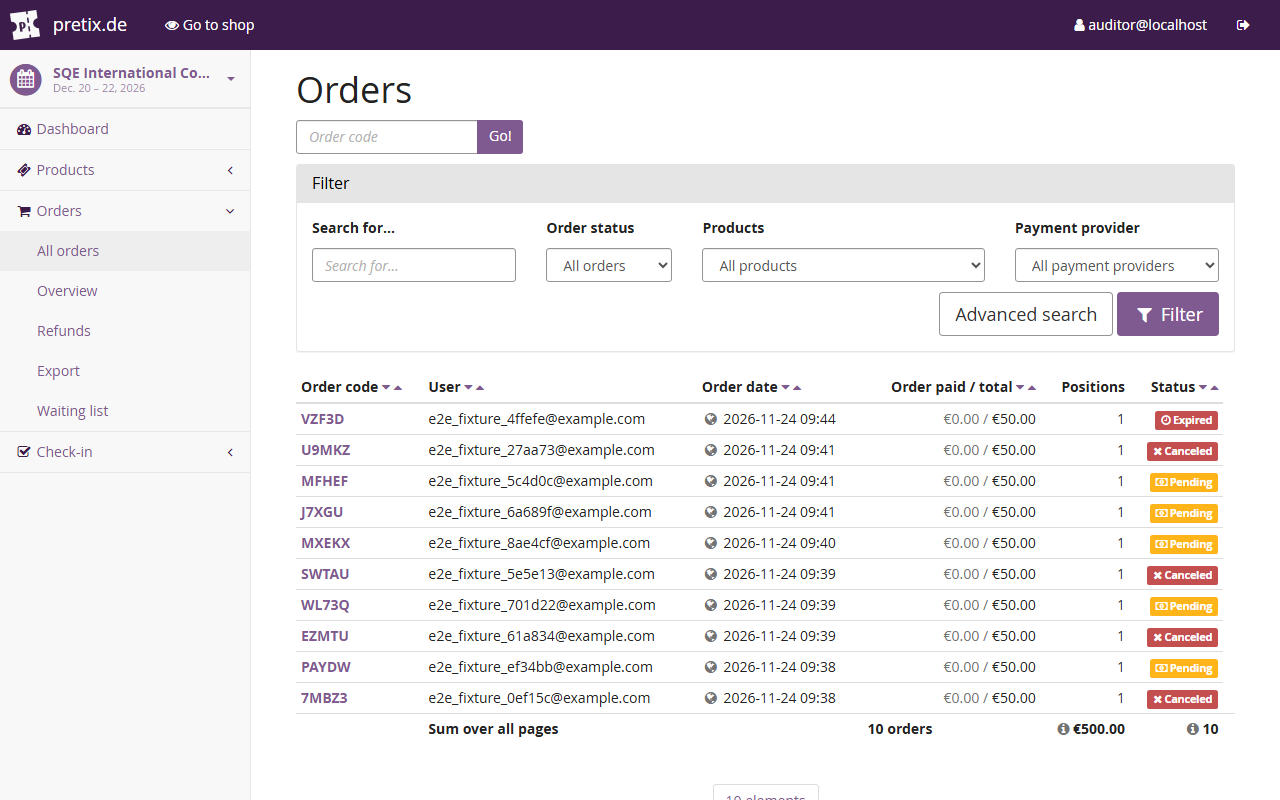 pretix.de Go to shop auditor@localhost
SQE International Co...
Dec. 20 – 22, 2026
Dashboard
Products
Orders
All orders
Overview
Refunds
Export
Waiting list
Check-in
Orders
Order code Go!
Filter
Search for... Order status Products Payment provider
Search for... All orders All products All payment providers
Advanced search Filter
Order code User Order date Order paid / total Positions Status
VZF3D e2e_fixture_4ffefe@example.com 2026-11-24 09:44 €0.00 / €50.00 1 Expired
U9MKZ e2e_fixture_27aa73@example.com 2026-11-24 09:41 €0.00 / €50.00 1 Canceled
MFHEF e2e_fixture_5c4d0c@example.com 2026-11-24 09:41 €0.00 / €50.00 1 Pending
J7XGU e2e_fixture_6a689f@example.com 2026-11-24 09:41 €0.00 / €50.00 1 Pending
MXEKX e2e_fixture_8ae4cf@example.com 2026-11-24 09:40 €0.00 / €50.00 1 Pending
SWTAU e2e_fixture_5e5e13@example.com 2026-11-24 09:39 €0.00 / €50.00 1 Canceled
WL73Q e2e_fixture_701d22@example.com 2026-11-24 09:39 €0.00 / €50.00 1 Pending
EZMTU e2e_fixture_61a834@example.com 2026-11-24 09:39 €0.00 / €50.00 1 Canceled
PAYDW e2e_fixture_ef34bb@example.com 2026-11-24 09:38 €0.00 / €50.00 1 Pending
7MBZ3 e2e_fixture_0ef15c@example.com 2026-11-24 09:38 €0.00 / €50.00 1 Canceled
Sum over all pages 10 orders €500.00 10
10 elements